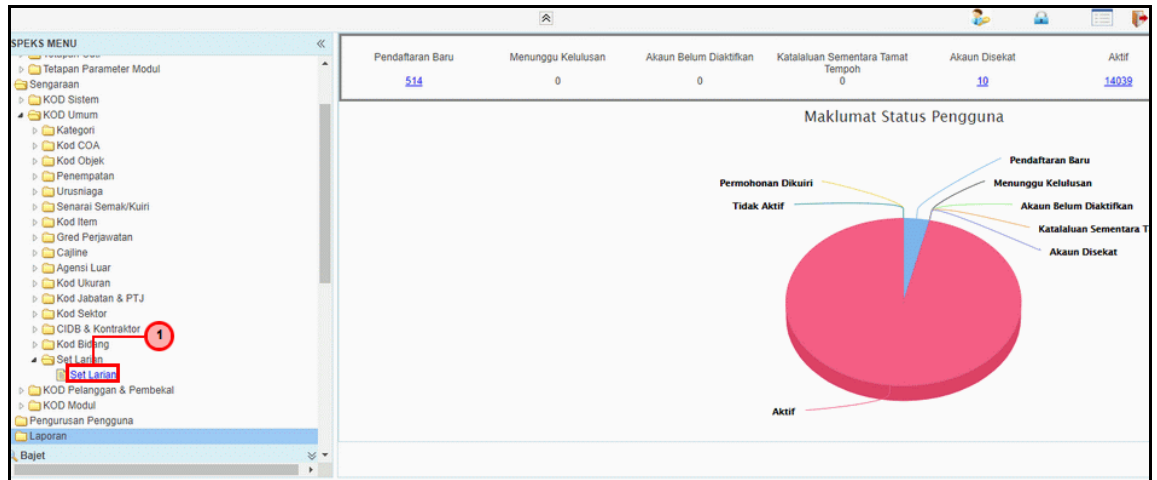 SPEKS MENU
Tetapan Parameter Modul
Sengaraan
KOD Sistem
KOD Umum
Kategori
Kod COA
Kod Objek
Penempatan
Urusniaga
Senarai Semak/Kuiri
Kod Item
Gred Perjawatan
Cajline
Agensi Luar
Kod Ukuran
Kod Jabatan & PTJ
Kod Sektor
CIDB & Kontraktor
1
Kod Bidang
Set Larian
Set Larian
KOD Pelanggan & Pembekal
KOD Modul
Pengurusan Pengguna
Laporan
Bajet
Pendaftaran Baru
514
Menunggu Kelulusan
0
Akaun Belum Diaktifkan
0
Katalaluan Sementara Tamat
Tempoh
0
Akaun Disekat
10
Aktif
14039
Maklumat Status Pengguna
Pendaftaran Baru
Permohonan Dikuiri
Menunggu Kelulusan
Tidak Aktif
Akaun Belum Diaktifkan
Katalaluan Sementara T
Akaun Disekat
Aktif